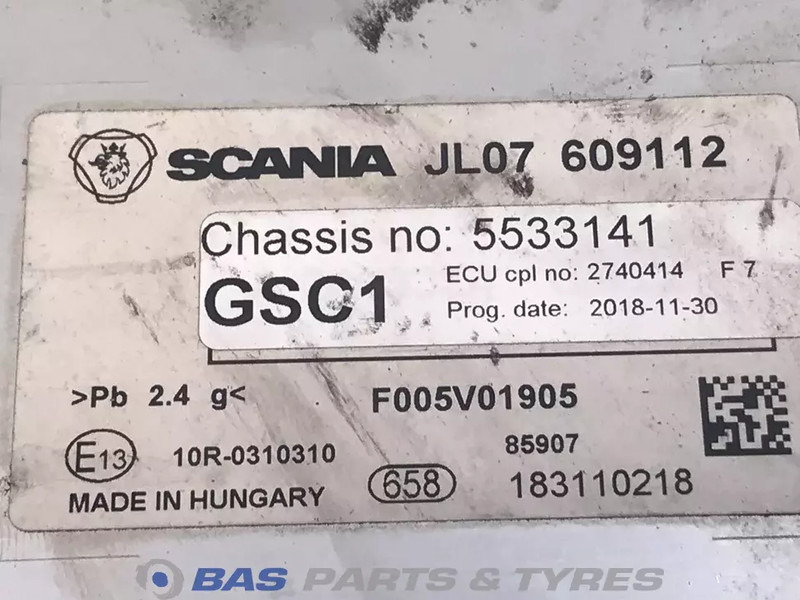 SCANIA JL07 609112
Chassis no: 5533141
GSC1
ECU cpl no: 2740414 F 7
Prog. date: 2018-11-30
>Pb 2.4 g< F005V01905
E13 10R-0310310 85907
MADE IN HUNGARY 658 183110218
BAS PARTS & TYRES